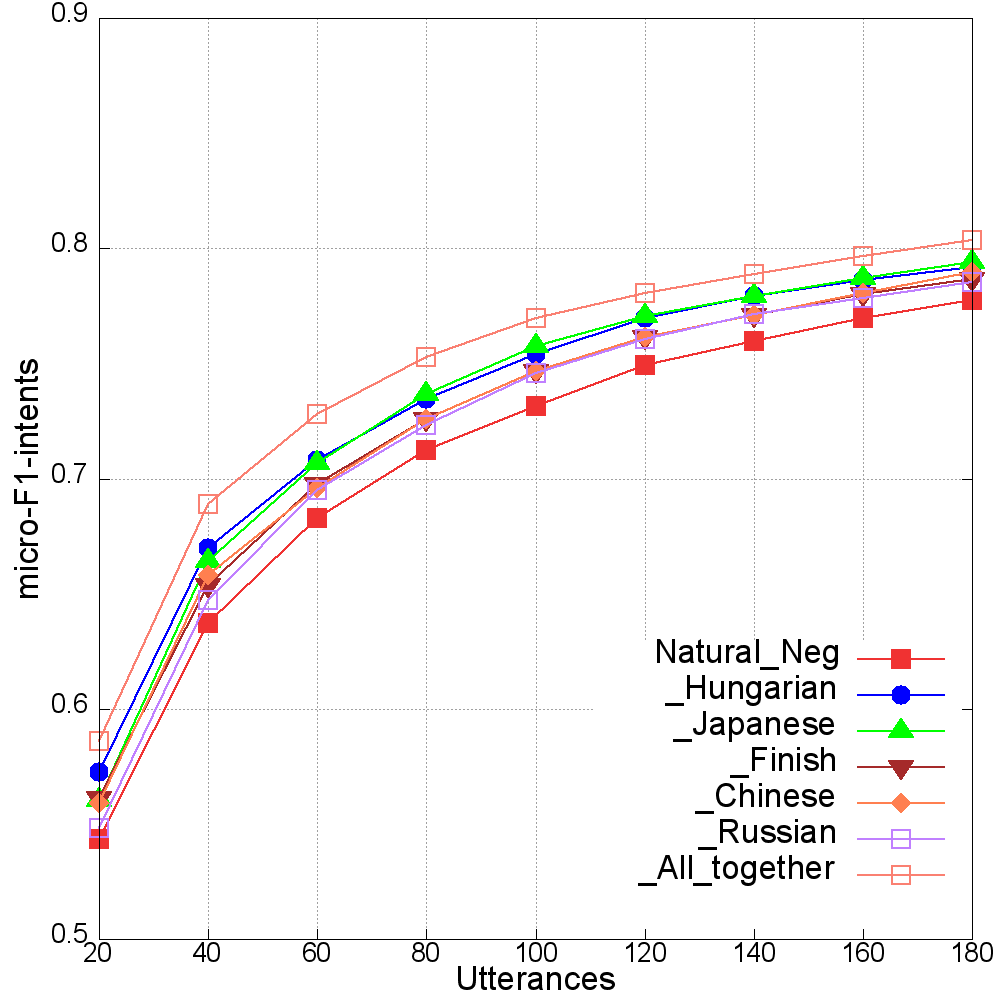 0.9
0.8
0.7
0.6
0.5
micro-F1-intents
Natural_Neg
_Hungarian
_Japanese
_Finish
_Chinese
_Russian
_All_together
20 40 60 80 100 120 140 160 180
Utterances